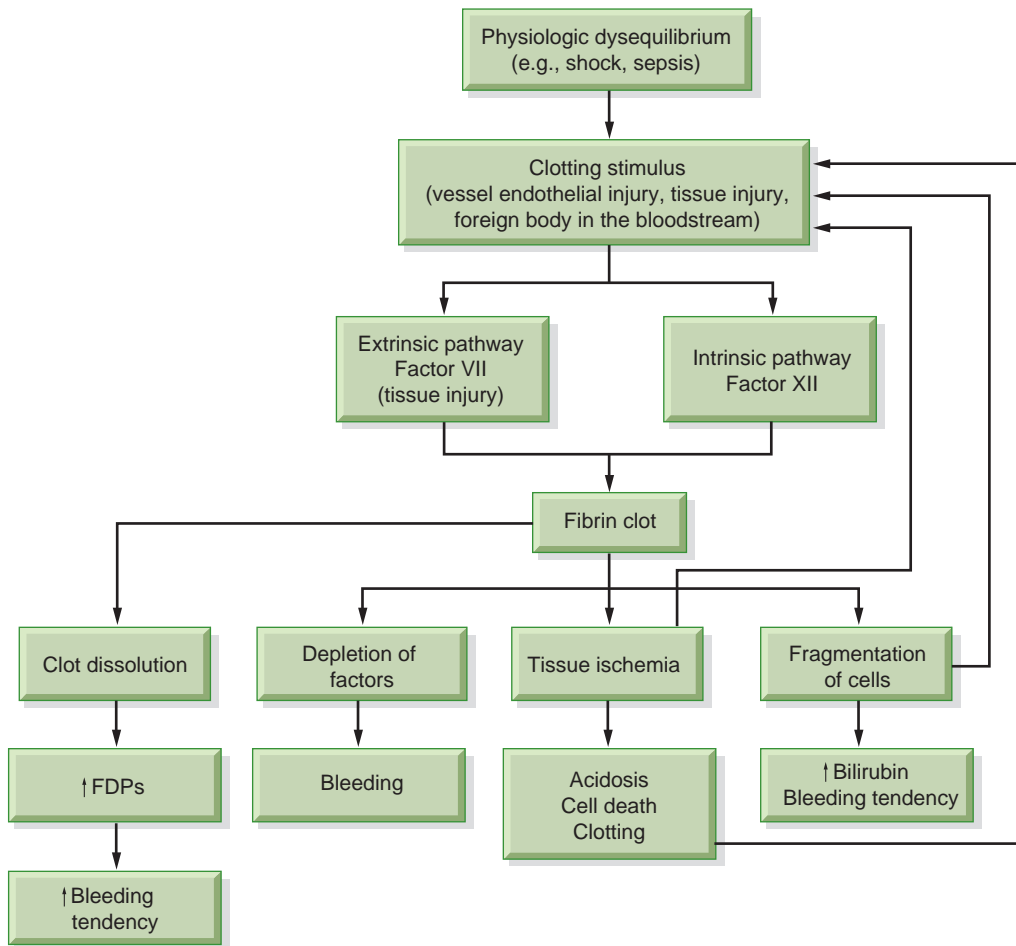 Physiologic dysequilibrium
(e.g., shock, sepsis)
Clotting stimulus
(vessel endothelial injury, tissue injury,
foreign body in the bloodstream)
Extrinsic pathway
Factor VII
(tissue injury)
Intrinsic pathway
Factor XII
Fibrin clot
Clot dissolution
Depletion of
factors
Tissue ischemia
Fragmentation
of cells
↑FDPs
Bleeding
Acidosis
Cell death
Clotting
↑Bilirubin
Bleeding tendency
↑Bleeding
tendency